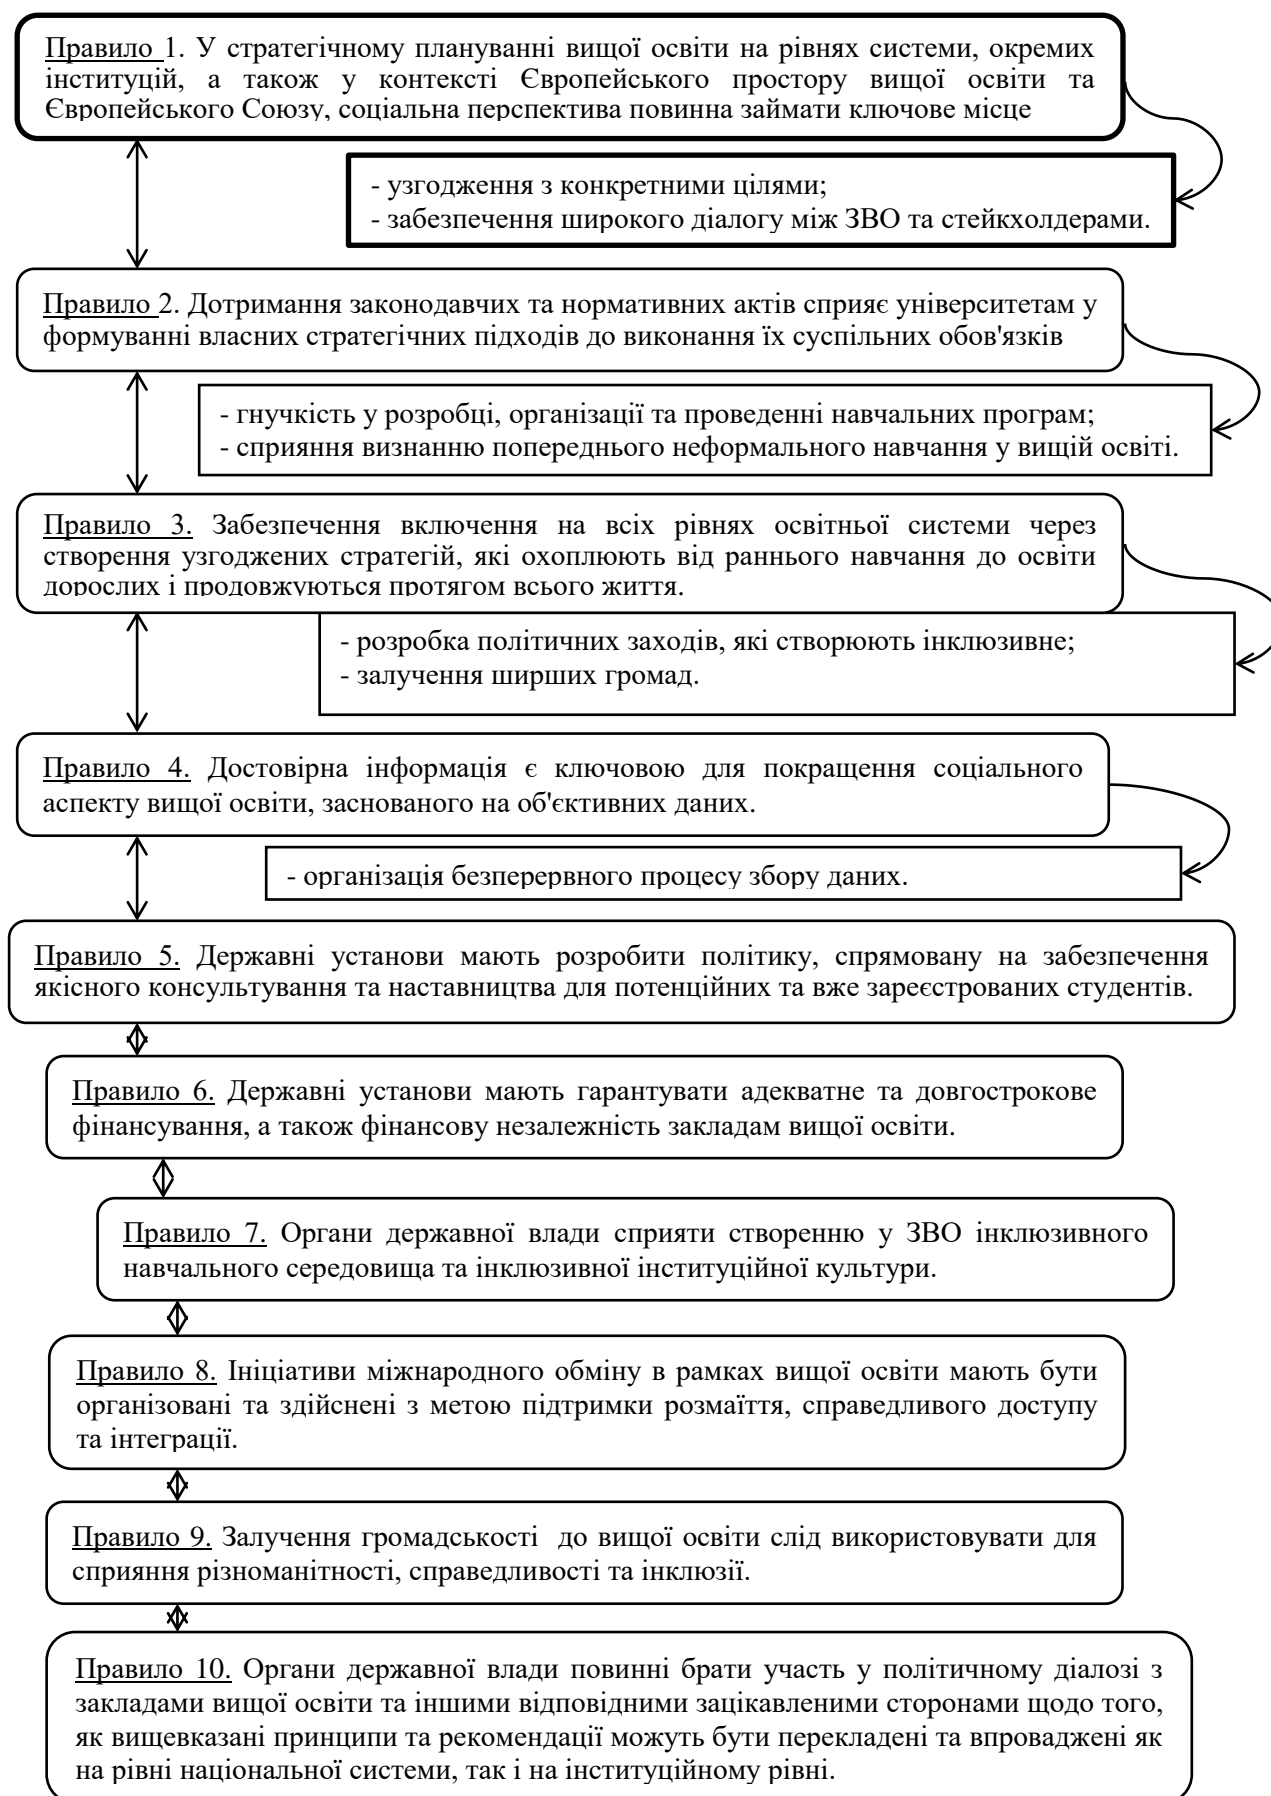 Правило 1. У стратегічному плануванні вищої освіти на рівнях системи, окремих
інституцій, а також у контексті Європейського простору вищої освіти та
Європейського Союзу, соціальна перспектива повинна займати ключове місце
- узгодження з конкретними цілями;
- забезпечення широкого діалогу між ЗВО та стейкхолдерами.
Правило 2. Дотримання законодавчих та нормативних актів сприяє університетам у
формуванні власних стратегічних підходів до виконання їх суспільних обов'язків
- гнучкість у розробці, організації та проведенні навчальних програм;
- сприяння визнанню попереднього неформального навчання у вищій освіті.
Правило 3. Забезпечення включення на всіх рівнях освітньої системи через
створення узгоджених стратегій, які охоплюють від раннього навчання до освіти
дорослих і продовжуються протягом всього життя.
- розробка політичних заходів, які створюють інклюзивне;
- залучення ширших громад.
Правило 4. Достовірна інформація є ключовою для покращення соціального
аспекту вищої освіти, заснованого на об'єктивних даних.
- організація безперервного процесу збору даних.
Правило 5. Державні установи мають розробити політику, спрямовану на забезпечення
якісного консультування та наставництва для потенційних та вже зареєстрованих студентів.
Правило 6. Державні установи мають гарантувати адекватне та довгострокове
фінансування, а також фінансову незалежність закладам вищої освіти.
Правило 7. Органи державної влади сприяти створенню у ЗВО інклюзивного
навчального середовища та інклюзивної інституційної культури.
Правило 8. Ініціативи міжнародного обміну в рамках вищої освіти мають бути
організовані та здійснені з метою підтримки розмаїття, справедливого доступу
та інтеграції.
Правило 9. Залучення громадськості до вищої освіти слід використовувати для
сприяння різноманітності, справедливості та інклюзії.
Правило 10. Органи державної влади повинні брати участь у політичному діалозі з
закладами вищої освіти та іншими відповідними зацікавленими сторонами щодо того,
як вищевказані принципи та рекомендації можуть бути перекладені та впроваджені як
на рівні національної системи, так і на інституційному рівні.